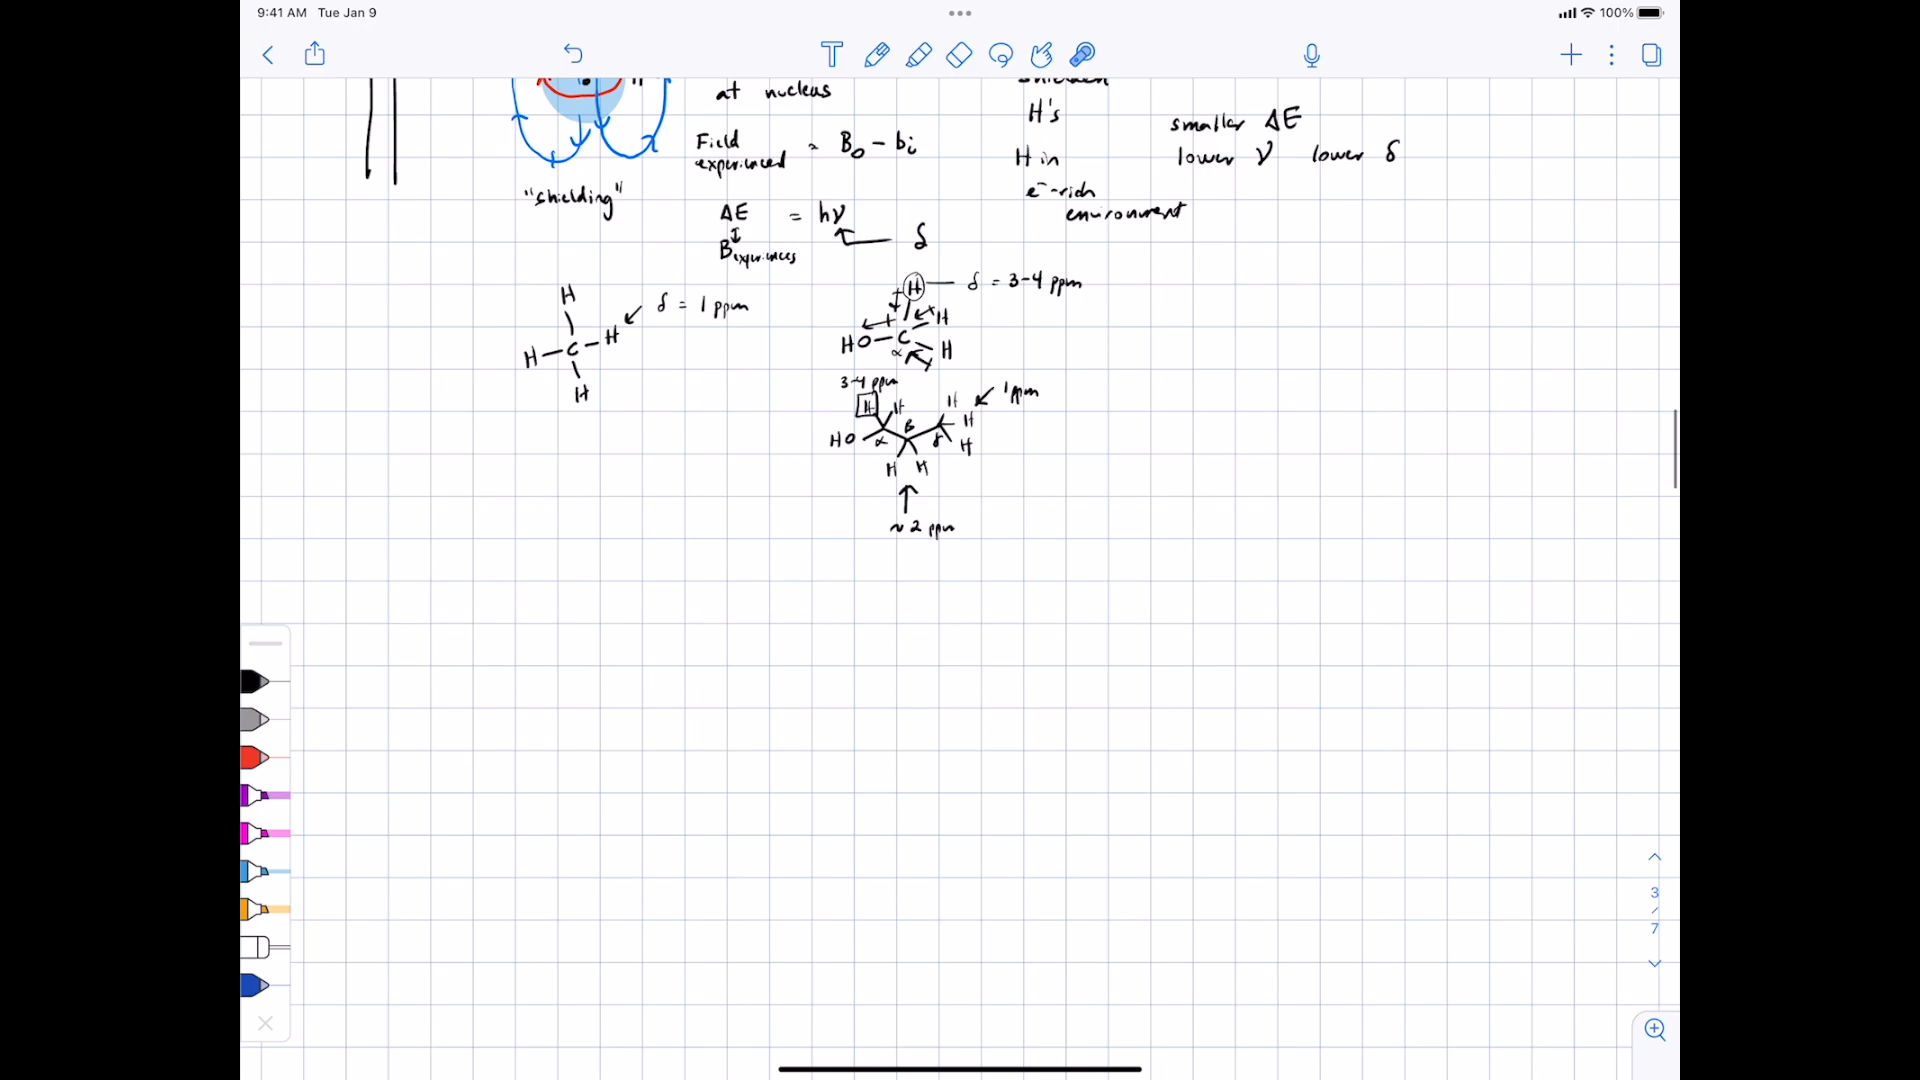 9:41 AM Tue Jan 9
100%
at nucleus
Field experienced = B₀ - bi
"shielding"
ΔE = hν
δ
H's
H in
e⁻-rich
environment
smaller ΔE
lower ν lower δ
H
H C H
H
δ = 1 ppm
H δ = 3-4 ppm
H
HO C H
α
3-4 ppm
H H H 1 ppm
HO α β γ H
H
H H
~ 2 ppm
3
/
7